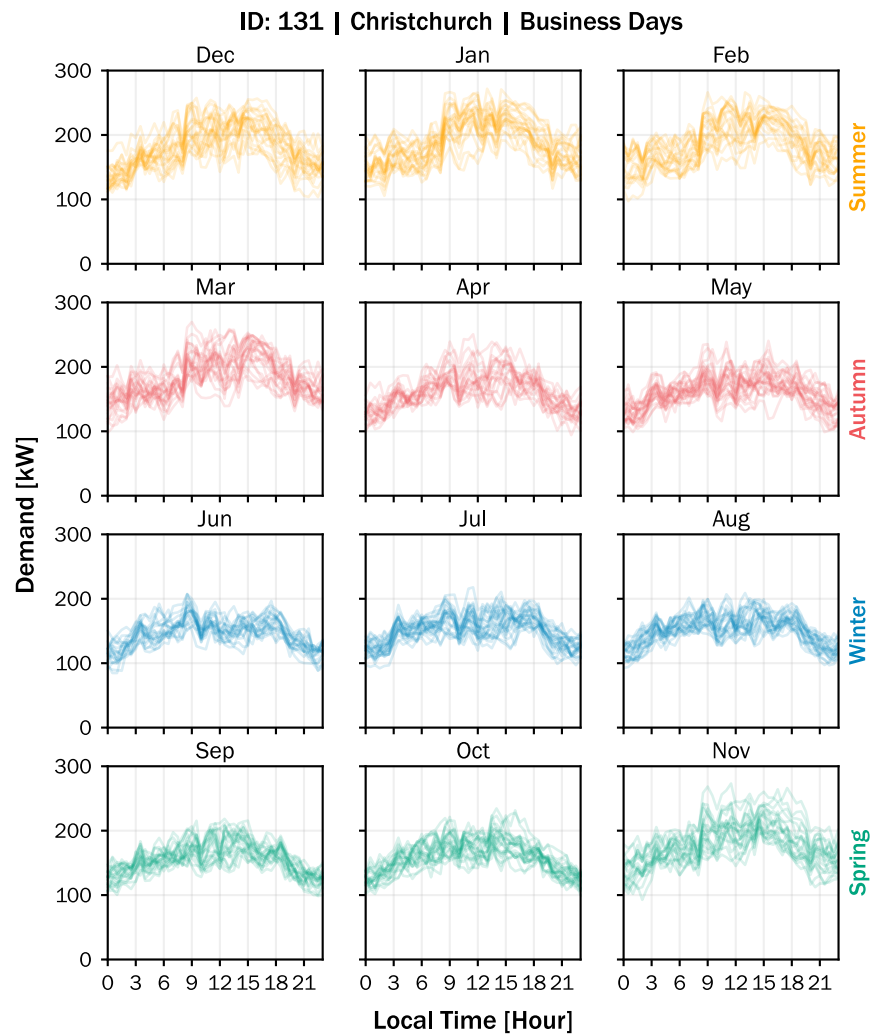 ID: 131 | Christchurch | Business Days
Dec Jan Feb
300
200
100
0
Summer
Mar Apr May
300
200
100
0
Autumn
Demand [kW]
Jun Jul Aug
300
200
100
0
Winter
Sep Oct Nov
300
200
100
0
Spring
0 3 6 9 12 15 18 21 0 3 6 9 12 15 18 21 0 3 6 9 12 15 18 21
Local Time [Hour]